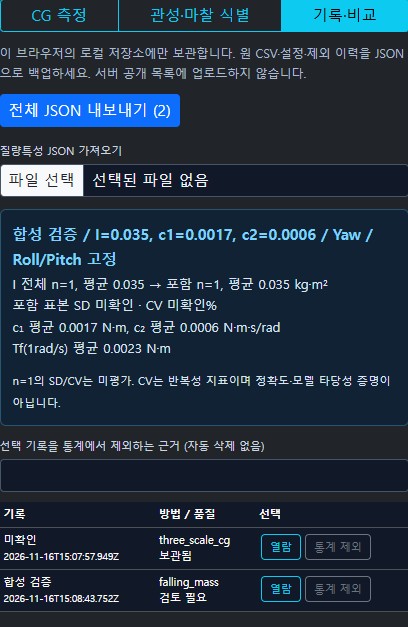 CG 측정 관성·마찰 식별 기록·비교
이 브라우저의 로컬 저장소에만 보관합니다. 원 CSV·설정·제외 이력을 JSON
으로 백업하세요. 서버 공개 목록에 업로드하지 않습니다.
전체 JSON 내보내기 (2)
질량특성 JSON 가져오기
파일 선택 선택된 파일 없음
합성 검증 / I=0.035, c1=0.0017, c2=0.0006 / Yaw /
Roll/Pitch 고정
I 전체 n=1, 평균 0.035 → 포함 n=1, 평균 0.035 kg·m²
포함 표본 SD 미확인 · CV 미확인%
c₁ 평균 0.0017 N·m, c₂ 평균 0.0006 N·m·s/rad
Tf(1rad/s) 평균 0.0023 N·m
n=1의 SD/CV는 미평가. CV는 반복성 지표이며 정확도·모델 타당성 증명이
아닙니다.
선택 기록을 통계에서 제외하는 근거 (자동 삭제 없음)
기록 방법 / 품질 선택
미확인 three_scale_cg 열람 통계 제외
2026-11-16T15:07:57.949Z 보관됨
합성 검증 falling_mass 열람 통계 제외
2026-11-16T15:08:43.752Z 검토 필요